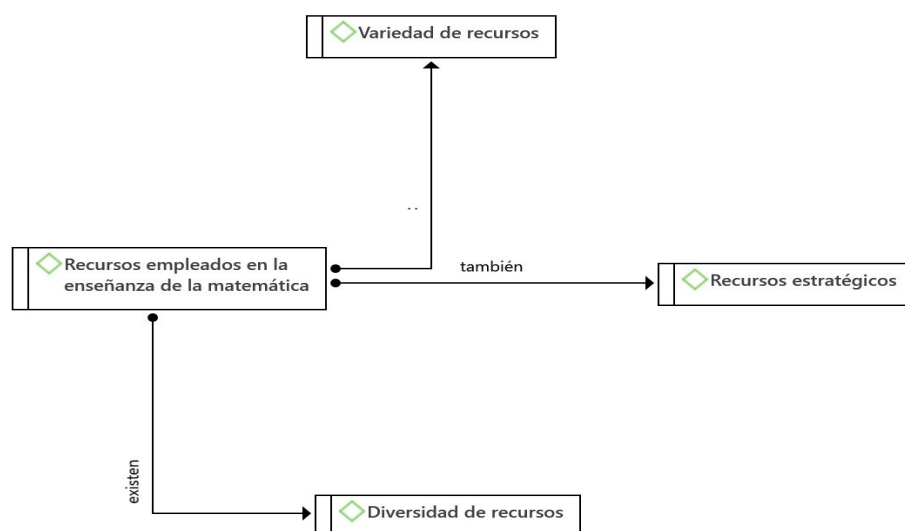 Variedad de recursos
Recursos empleados en la
enseñanza de la matemática
también
Recursos estratégicos
existen
Diversidad de recursos